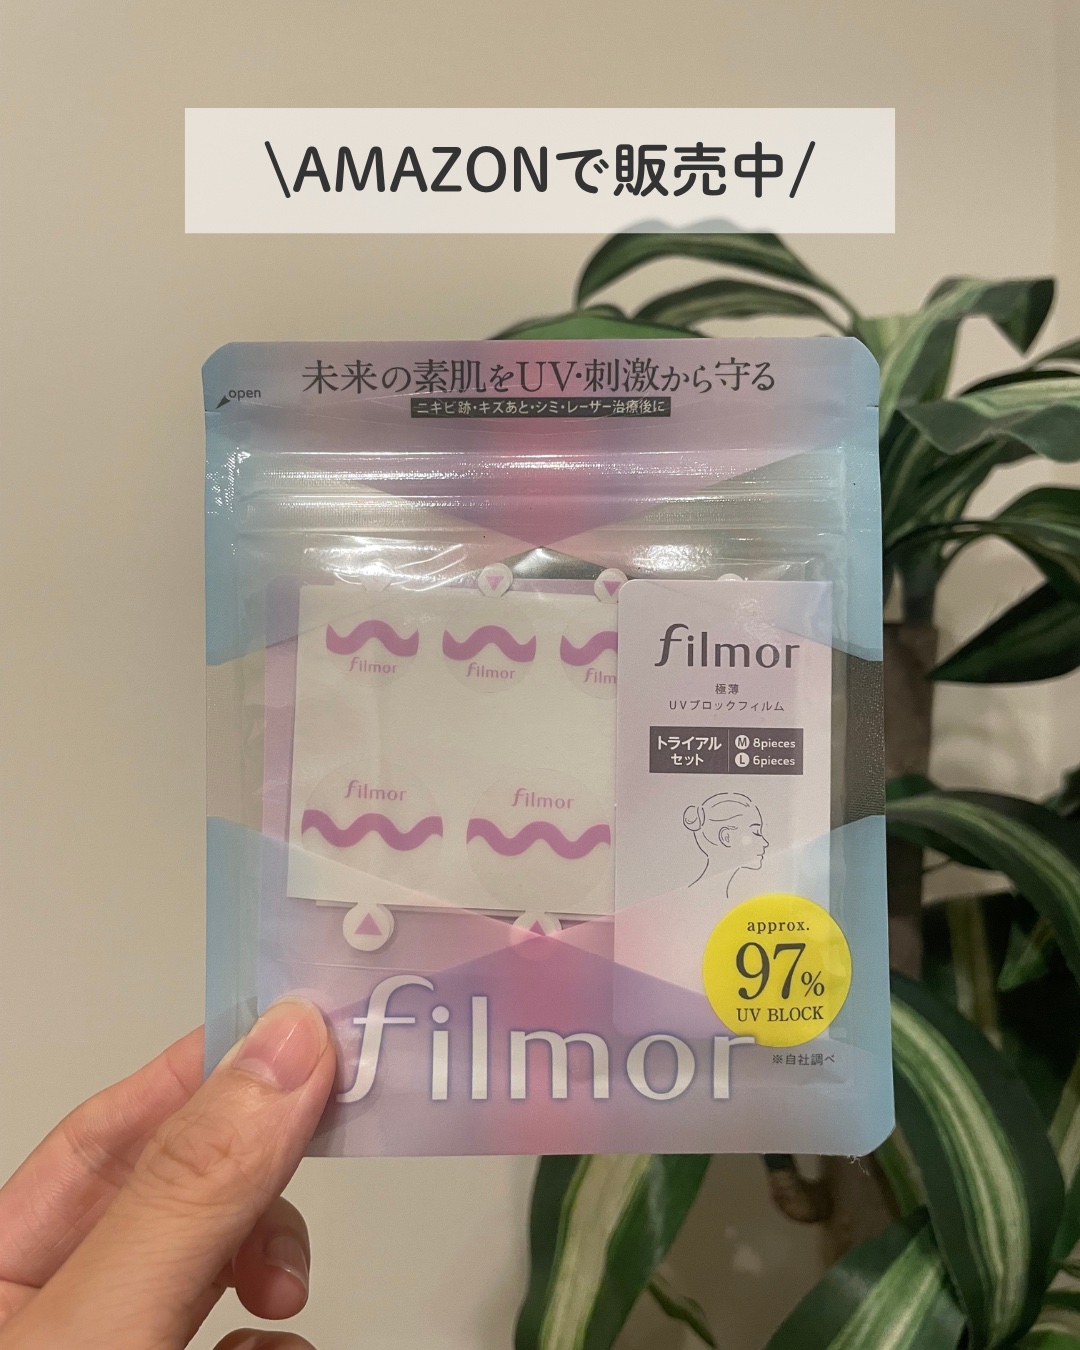 \AMAZONで販売中/
未来の素肌をUV・刺激から守る
open
ニキビ跡・キズあと・シミ・レーザー治療後に
filmor
filmor
film
filmor
極薄
UVブロックフィルム
トライアル
セット
M 8pieces
L 6pieces
filmor
filmor
approx.
97%
UV BLOCK
filmor
※自社調べ